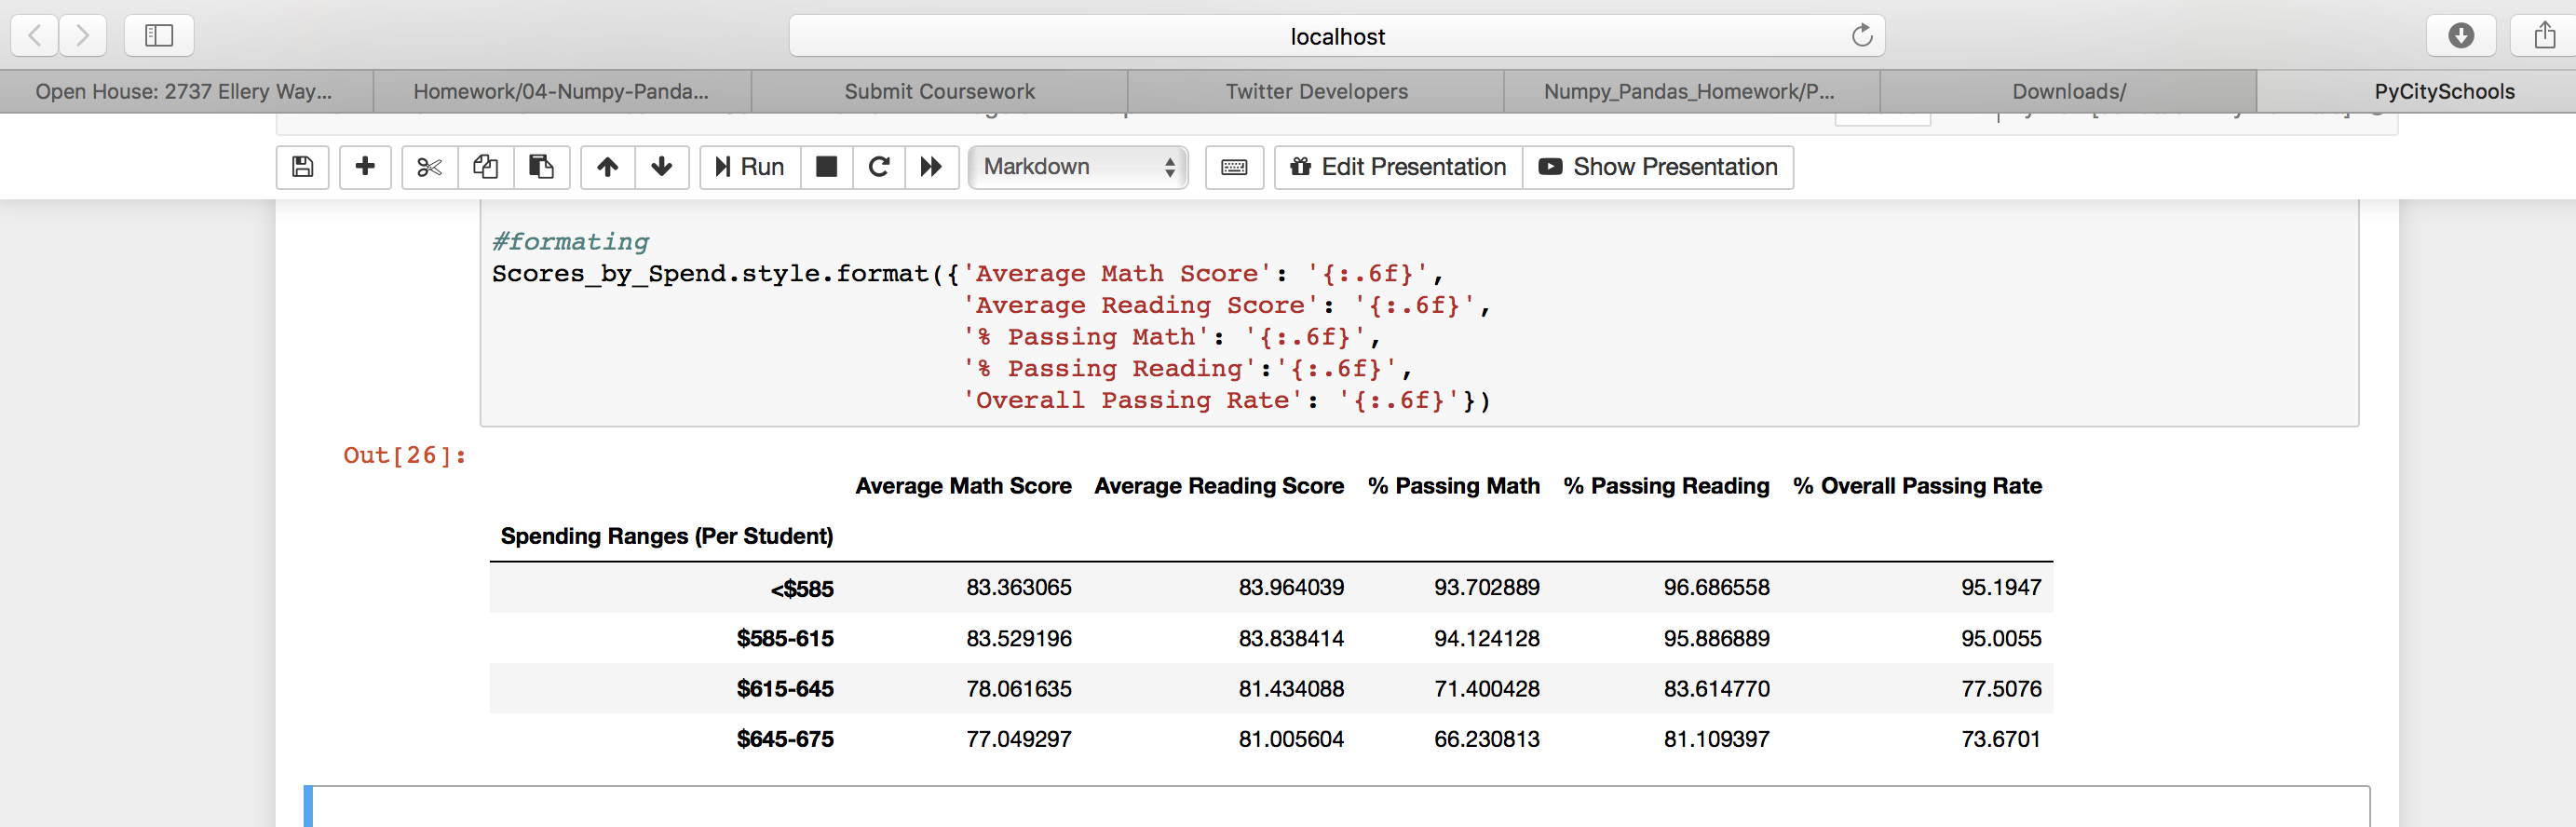 localhost
Open House: 2737 Ellery Way...
Homework/04-Numpy-Panda...
Submit Coursework
Twitter Developers
Numpy_Pandas_Homework/P...
Downloads/
PyCitySchools
Run
Markdown
Edit Presentation
Show Presentation
#formating
Scores_by_Spend.style.format({'Average Math Score': '{:.6f}',
'Average Reading Score': '{:.6f}',
'% Passing Math': '{:.6f}',
'% Passing Reading':'{:.6f}',
'Overall Passing Rate': '{:.6f}'})
Out[26]:
Average Math Score Average Reading Score % Passing Math % Passing Reading % Overall Passing Rate
Spending Ranges (Per Student)
<$585 83.363065 83.964039 93.702889 96.686558 95.1947
$585-615 83.529196 83.838414 94.124128 95.886889 95.0055
$615-645 78.061635 81.434088 71.400428 83.614770 77.5076
$645-675 77.049297 81.005604 66.230813 81.109397 73.6701